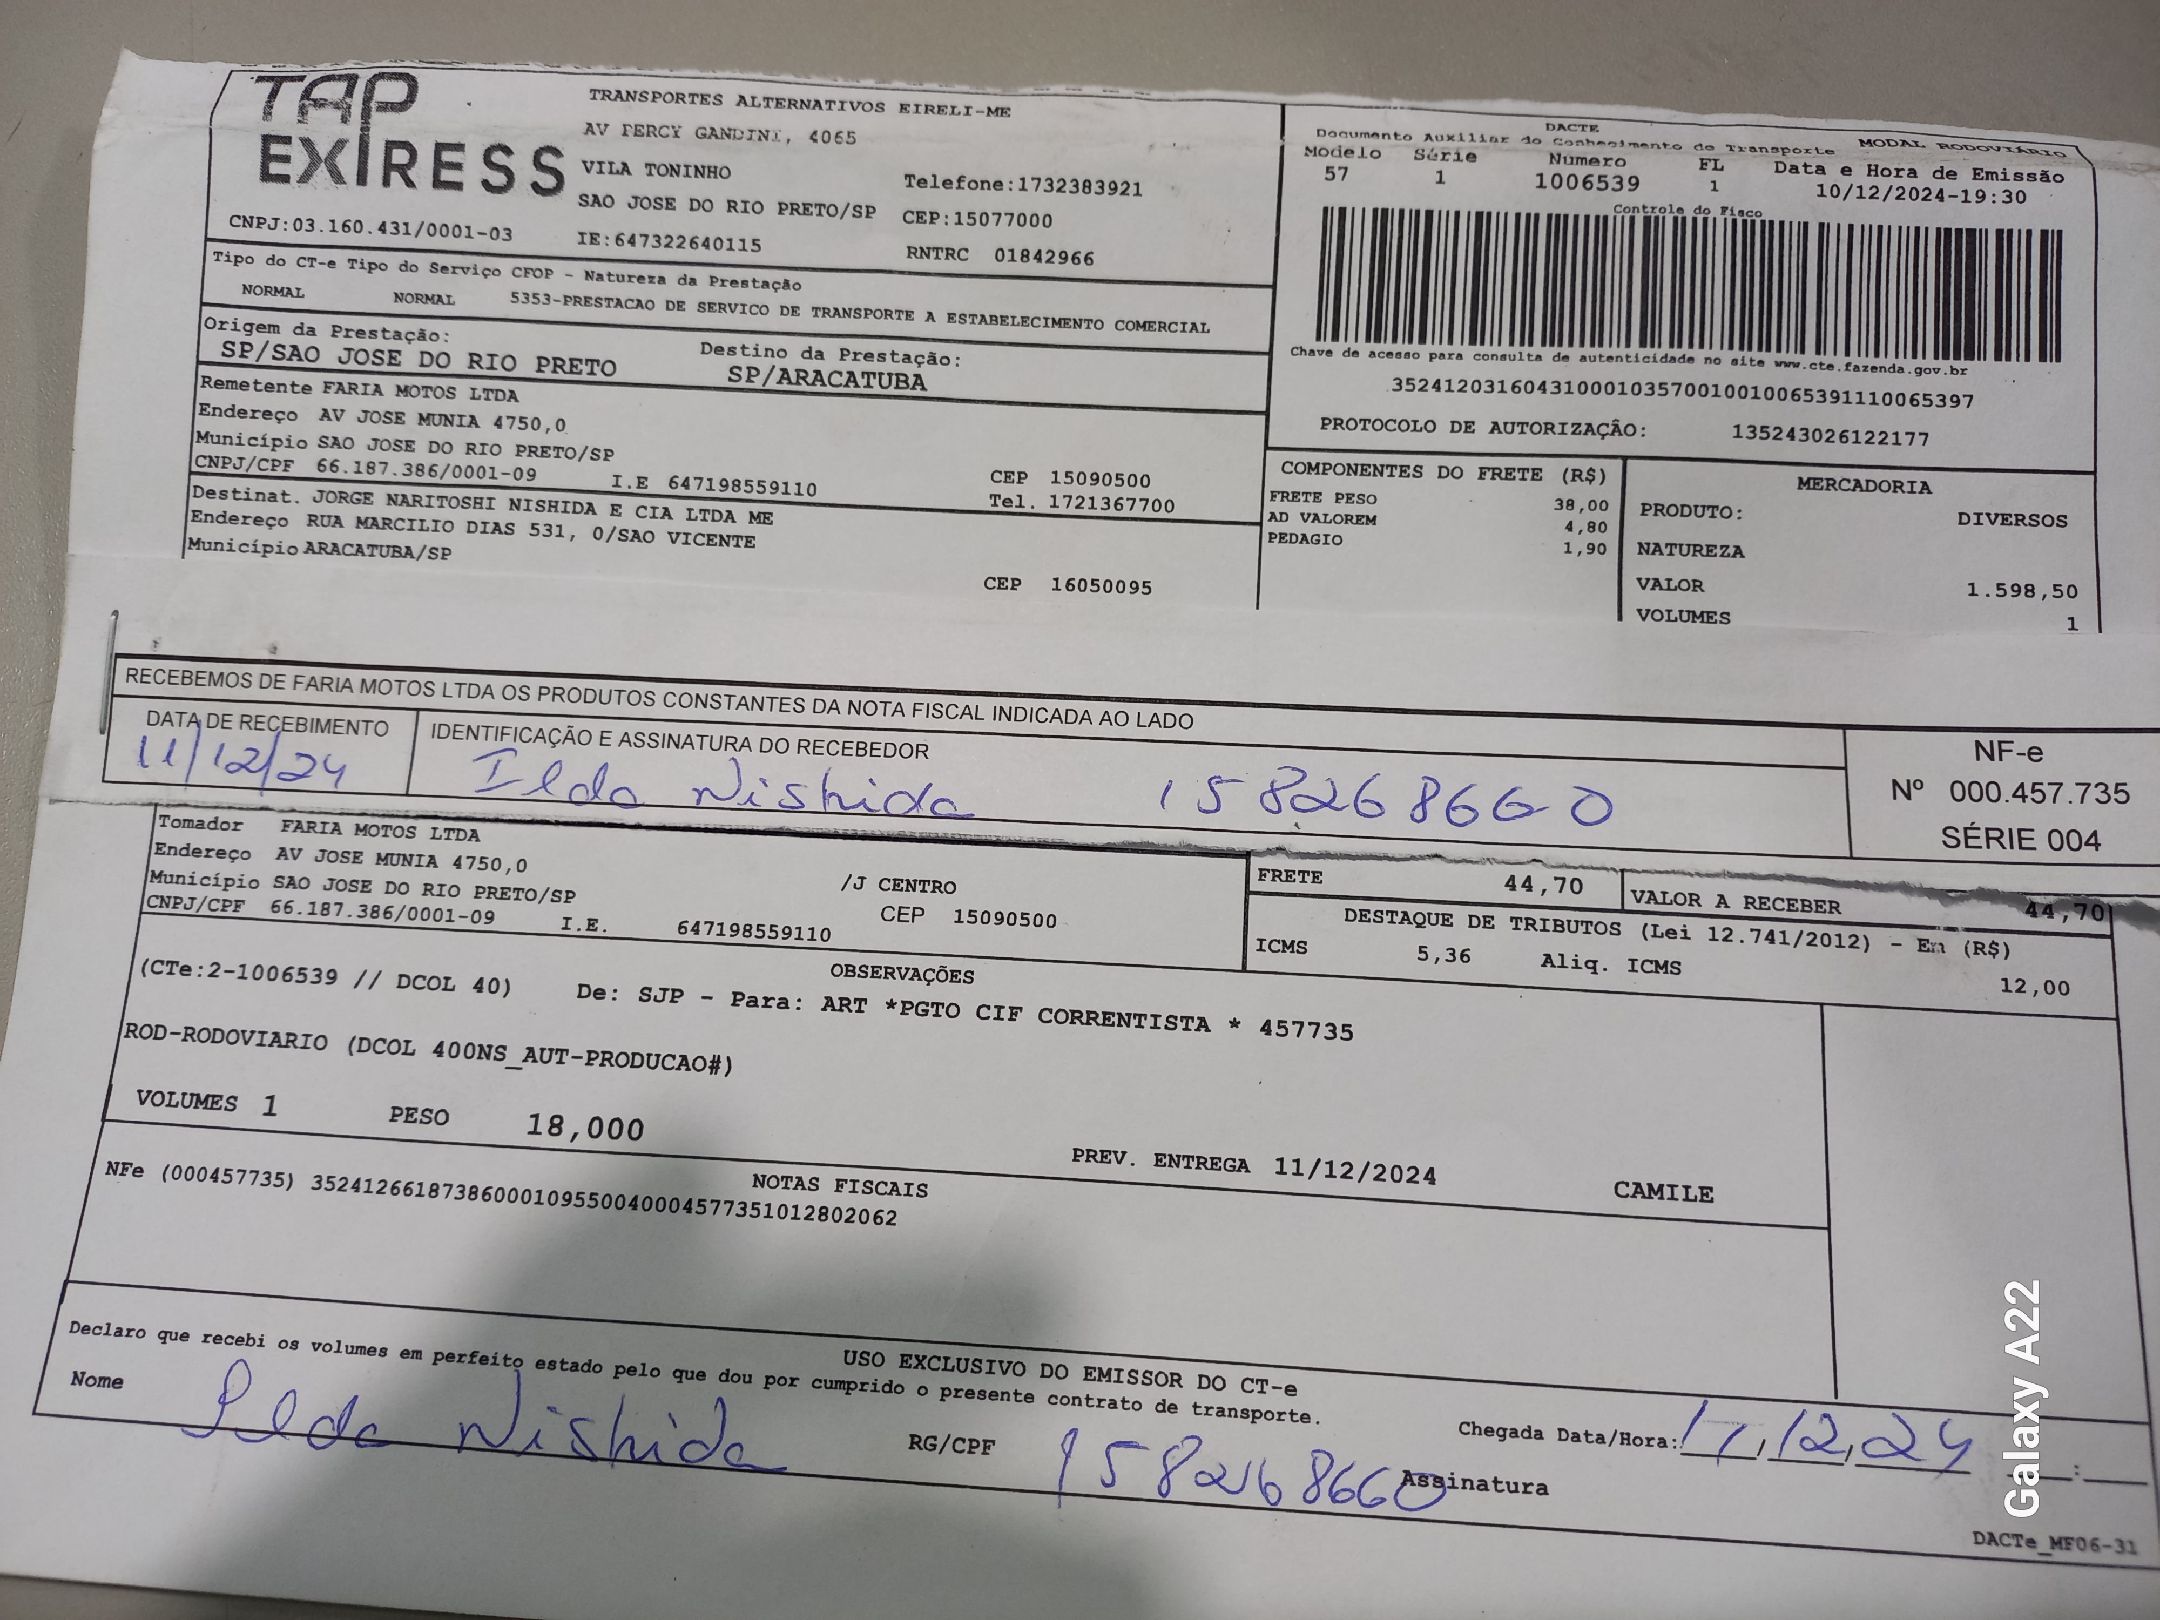 TAP
EXPRESS
TRANSPORTES ALTERNATIVOS EIRELI-ME
AV PERCY GANDINI, 4065
VILA TONINHO
Telefone:1732383921
SAO JOSE DO RIO PRETO/SP CEP:15077000
CNPJ:03.160.431/0001-03 IE:647322640115 RNTRC 01842966
DACTE
Documento Auxiliar do Conhecimento de Transporte MODAL RODOVIÁRIO
Modelo Série Número FL Data e Hora de Emissão
57 1 1006539 1 10/12/2024-19:30
Controle do Fisco
Chave de acesso para consulta de autenticidade no site www.cte.fazenda.gov.br
35241203160431000103570010010065391110065397
PROTOCOLO DE AUTORIZAÇÃO: 135243026122177
Tipo do CT-e Tipo do Serviço CFOP - Natureza da Prestação
NORMAL NORMAL 5353-PRESTACAO DE SERVICO DE TRANSPORTE A ESTABELECIMENTO COMERCIAL
Origem da Prestação: Destino da Prestação:
SP/SAO JOSE DO RIO PRETO SP/ARACATUBA
Remetente FARIA MOTOS LTDA
Endereço AV JOSE MUNIA 4750,0
Município SAO JOSE DO RIO PRETO/SP CEP 15090500
CNPJ/CPF 66.187.386/0001-09 I.E 647198559110 Tel. 1721367700
Destinat. JORGE NARITOSHI NISHIDA E CIA LTDA ME
Endereço RUA MARCILIO DIAS 531, 0/SAO VICENTE
Município ARACATUBA/SP CEP 16050095
COMPONENTES DO FRETE (R$)
FRETE PESO 38,00
AD VALOREM 4,80
PEDAGIO 1,90
MERCADORIA
PRODUTO: DIVERSOS
NATUREZA
VALOR 1.598,50
VOLUMES 1
RECEBEMOS DE FARIA MOTOS LTDA OS PRODUTOS CONSTANTES DA NOTA FISCAL INDICADA AO LADO
DATA DE RECEBIMENTO IDENTIFICAÇÃO E ASSINATURA DO RECEBEDOR
11/12/24 Ilda Nishida 158268660
NF-e
Nº 000.457.735
SÉRIE 004
Tomador FARIA MOTOS LTDA
Endereço AV JOSE MUNIA 4750,0 /J CENTRO
Município SAO JOSE DO RIO PRETO/SP CEP 15090500
CNPJ/CPF 66.187.386/0001-09 I.E. 647198559110
FRETE 44,70 VALOR A RECEBER 44,70
DESTAQUE DE TRIBUTOS (Lei 12.741/2012) - Em (R$)
ICMS 5,36 Aliq. ICMS 12,00
OBSERVAÇÕES
(CTe:2-1006539 // DCOL 40) De: SJP - Para: ART *PGTO CIF CORRENTISTA * 457735
ROD-RODOVIARIO (DCOL 400NS_AUT-PRODUCAO#)
VOLUMES 1 PESO 18,000 PREV. ENTREGA 11/12/2024 CAMILE
NOTAS FISCAIS
NFe (000457735) 35241266187386000109550040004577351012802062
USO EXCLUSIVO DO EMISSOR DO CT-e
Declaro que recebi os volumes em perfeito estado pelo que dou por cumprido o presente contrato de transporte.
Nome Ilda Nishida RG/CPF 158268660 Assinatura
Chegada Data/Hora: 11,12,24 __:__
DACTe_MF06-31
Galaxy A22